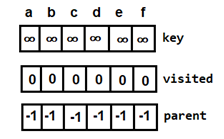 a b c d e f
∞ ∞ ∞ ∞ ∞ ∞ key
0 0 0 0 0 0 visited
-1 -1 -1 -1 -1 -1 parent